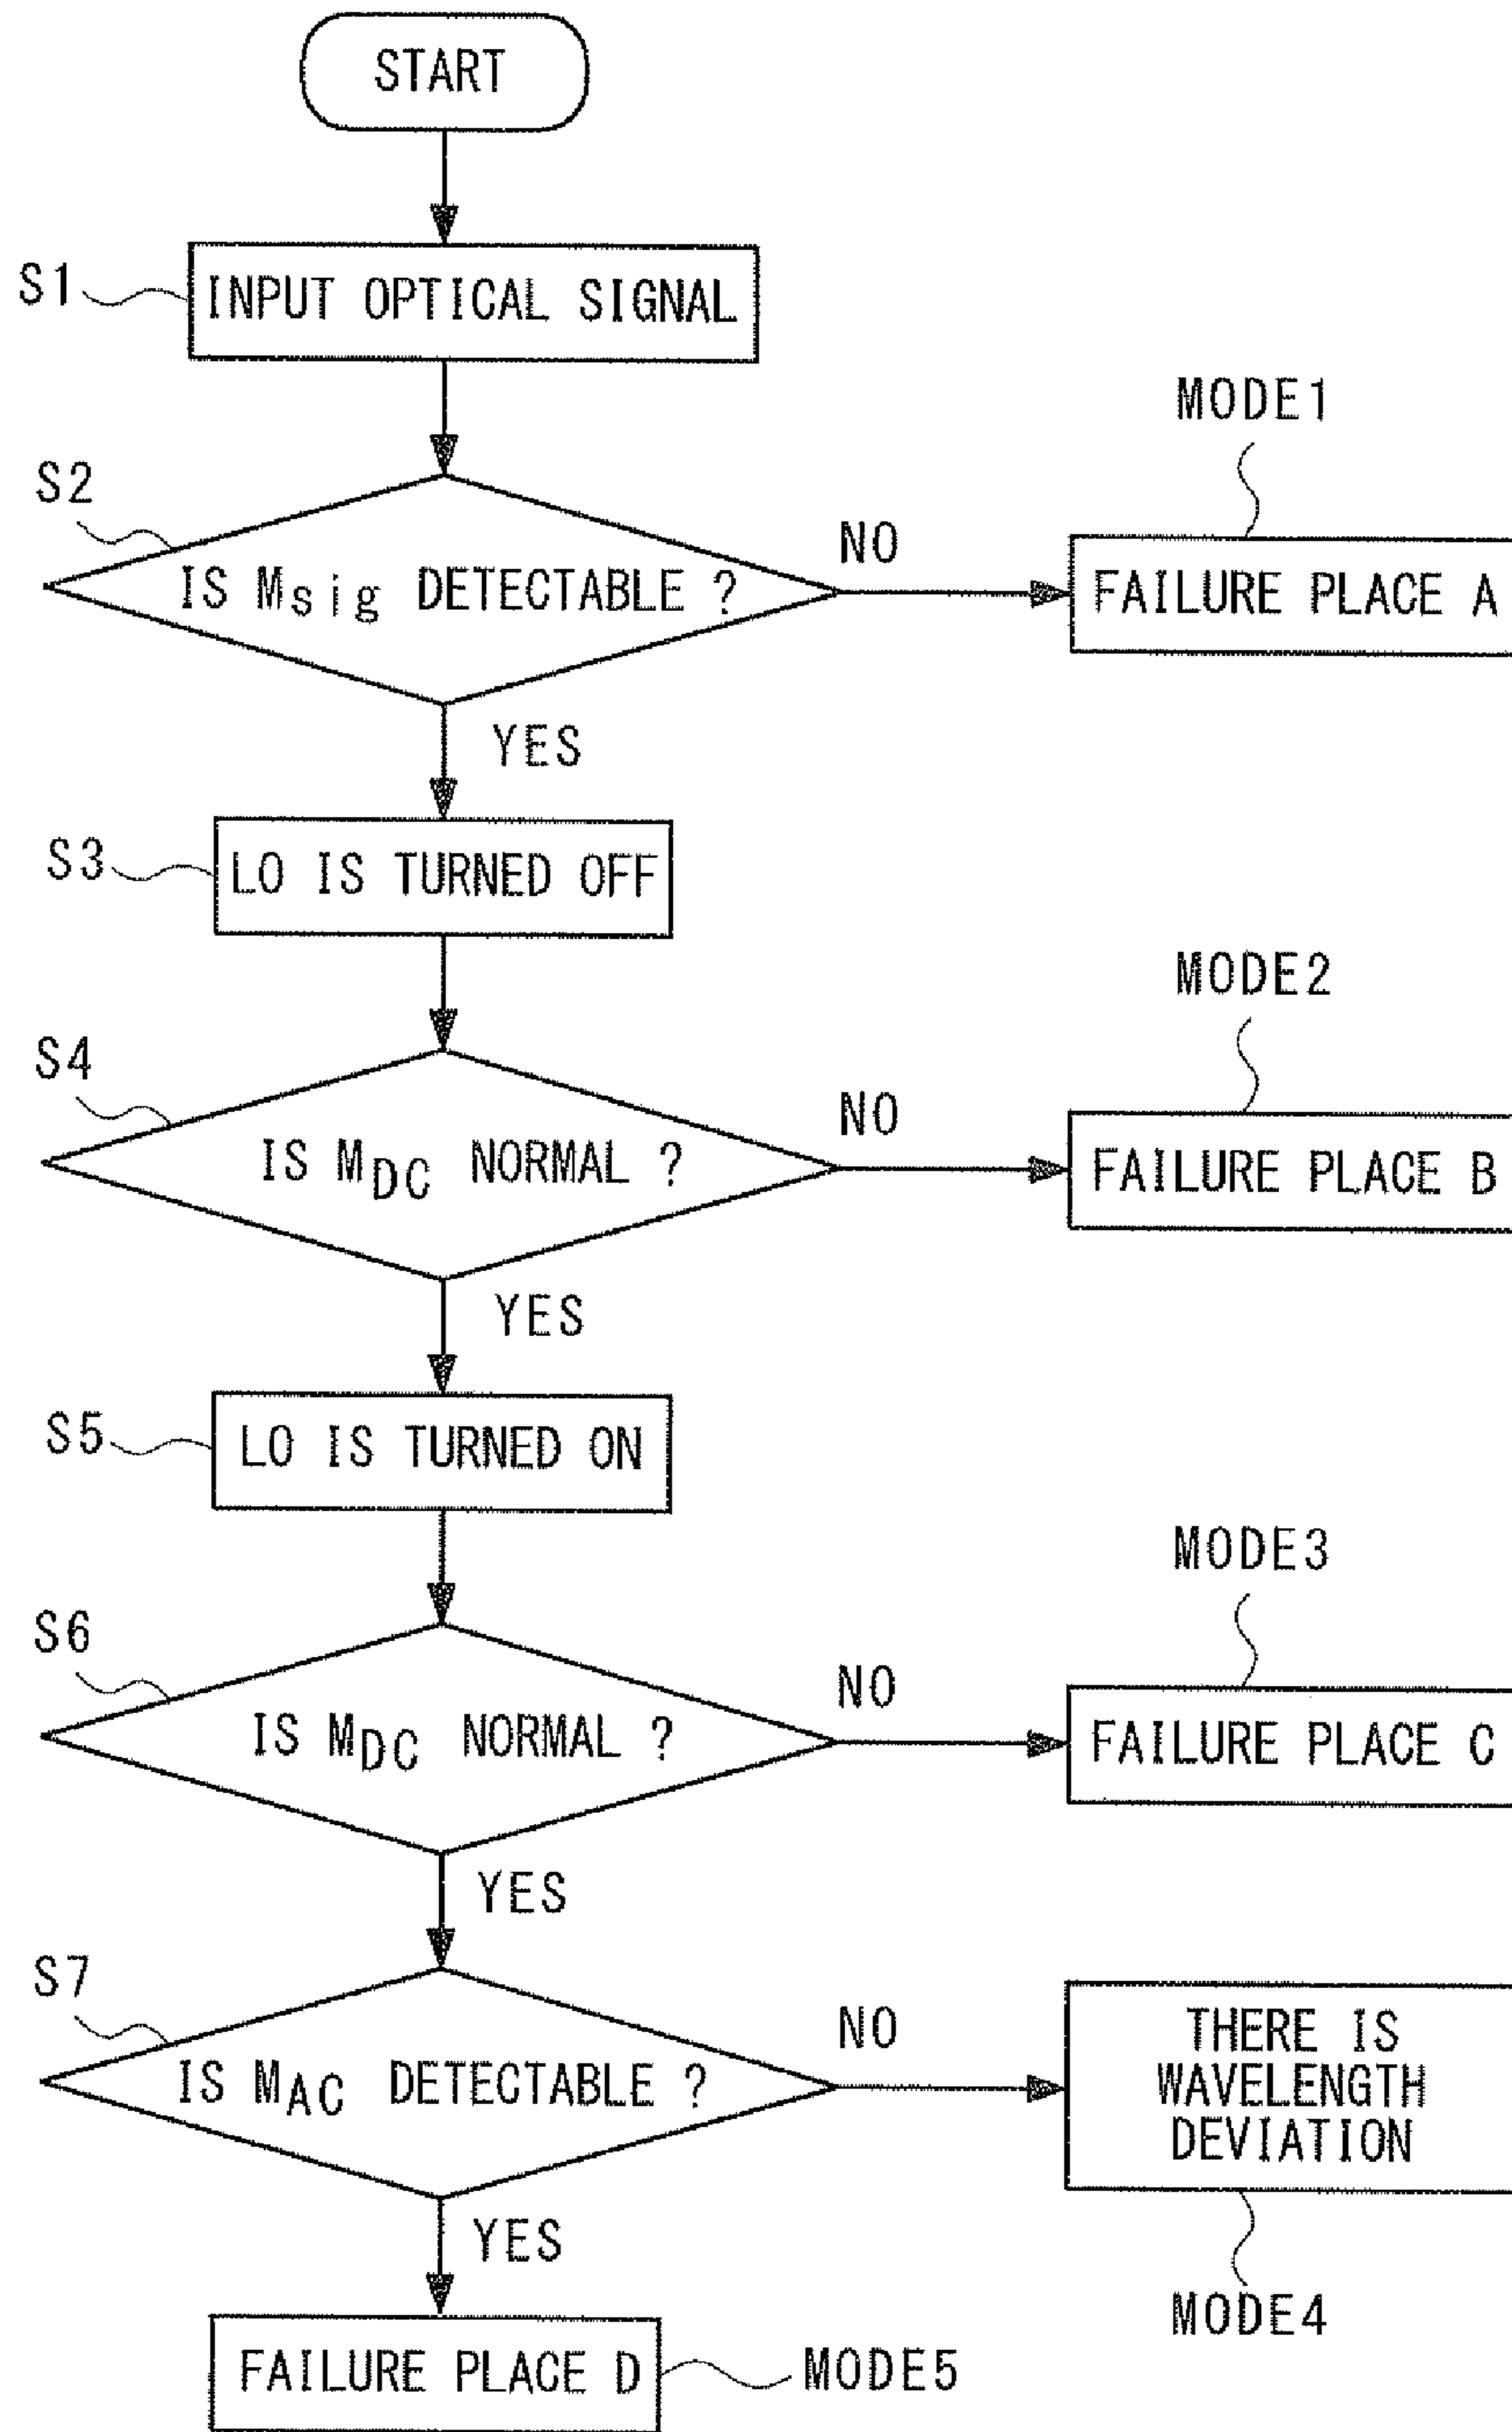 START
S1
INPUT OPTICAL SIGNAL
MODE1
S2
IS Msig DETECTABLE ?
NO
FAILURE PLACE A
YES
S3
LO IS TURNED OFF
MODE2
S4
IS MDC NORMAL ?
NO
FAILURE PLACE B
YES
S5
LO IS TURNED ON
MODE3
S6
IS MDC NORMAL ?
NO
FAILURE PLACE C
YES
S7
IS MAC DETECTABLE ?
NO
THERE IS
WAVELENGTH
DEVIATION
MODE4
YES
FAILURE PLACE D
MODE5